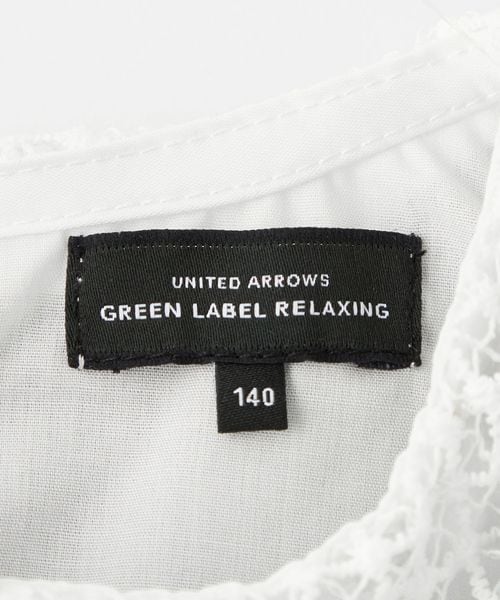 UNITED ARROWS
GREEN LABEL RELAXING
140